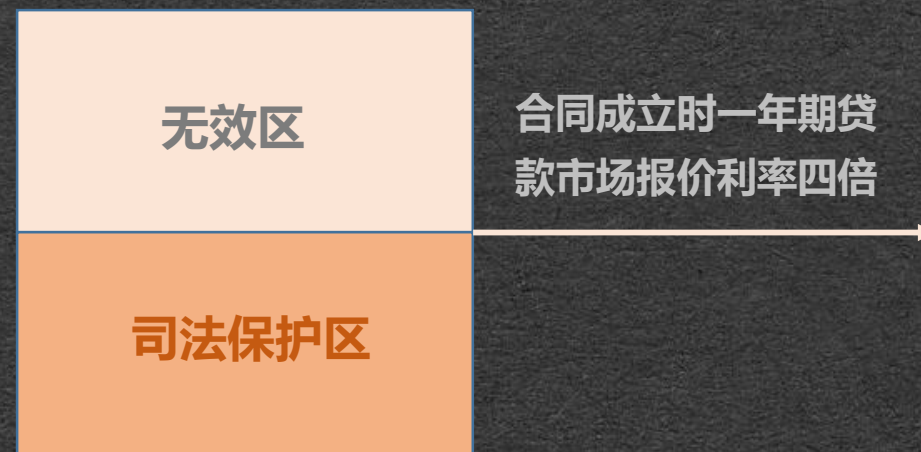 无效区
合同成立时一年期贷
款市场报价利率四倍
司法保护区